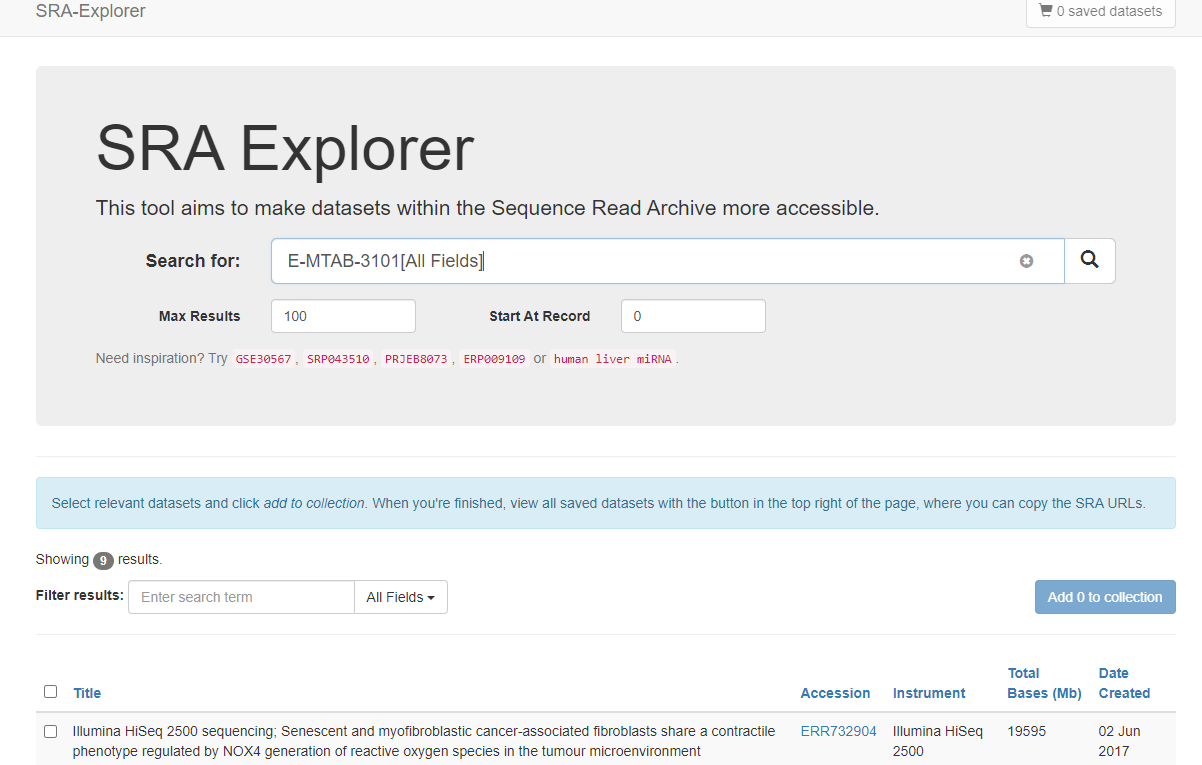 SRA-Explorer
0 saved datasets
SRA Explorer
This tool aims to make datasets within the Sequence Read Archive more accessible.
Search for: E-MTAB-3101[All Fields]
Max Results 100 Start At Record 0
Need inspiration? Try GSE30567, SRP043510, PRJEB8073, ERP009109 or human liver miRNA.
Select relevant datasets and click add to collection. When you're finished, view all saved datasets with the button in the top right of the page, where you can copy the SRA URLs.
Showing 9 results.
Filter results: Enter search term All Fields
Add 0 to collection
Title Accession Instrument Total Bases (Mb) Date Created
Illumina HiSeq 2500 sequencing; Senescent and myofibroblastic cancer-associated fibroblasts share a contractile
phenotype regulated by NOX4 generation of reactive oxygen species in the tumour microenvironment
ERR732904
Illumina HiSeq
2500
19595
02 Jun
2017